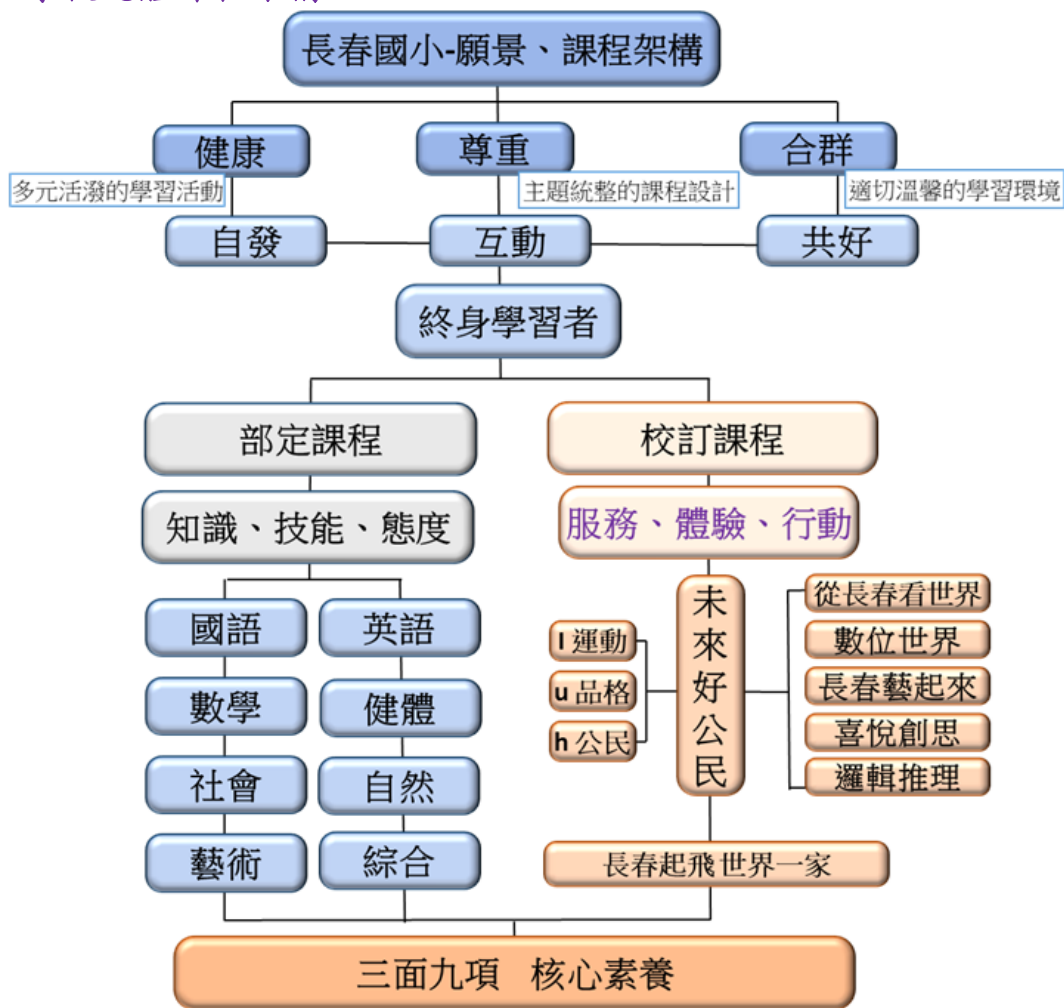 長春國小-願景、課程架構
健康
尊重
合群
多元活潑的學習活動
主題統整的課程設計
適切溫馨的學習環境
自發
互動
共好
終身學習者
部定課程
校訂課程
知識、技能、態度
服務、體驗、行動
國語
英語
數學
健體
社會
自然
藝術
綜合
l 運動
u 品格
h 公民
未來好公民
從長春看世界
數位世界
長春藝起來
喜悅創思
邏輯推理
長春起飛 世界一家
三面九項 核心素養